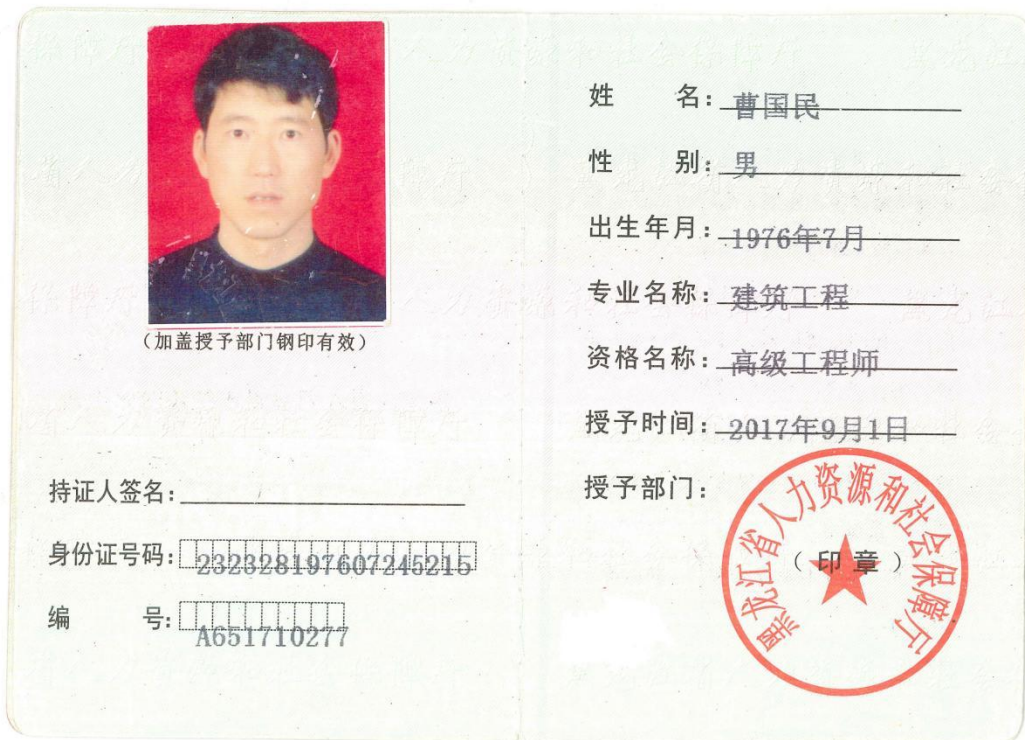 （加盖授予部门钢印有效）
持证人签名：
身份证号码：232328197607245215
编 号：A651710277
姓 名：曹国民
性 别：男
出生年月：1976年7月
专业名称：建筑工程
资格名称：高级工程师
授予时间：2017年9月1日
授予部门：
黑龙江省人力资源和社会保障厅
（印章）